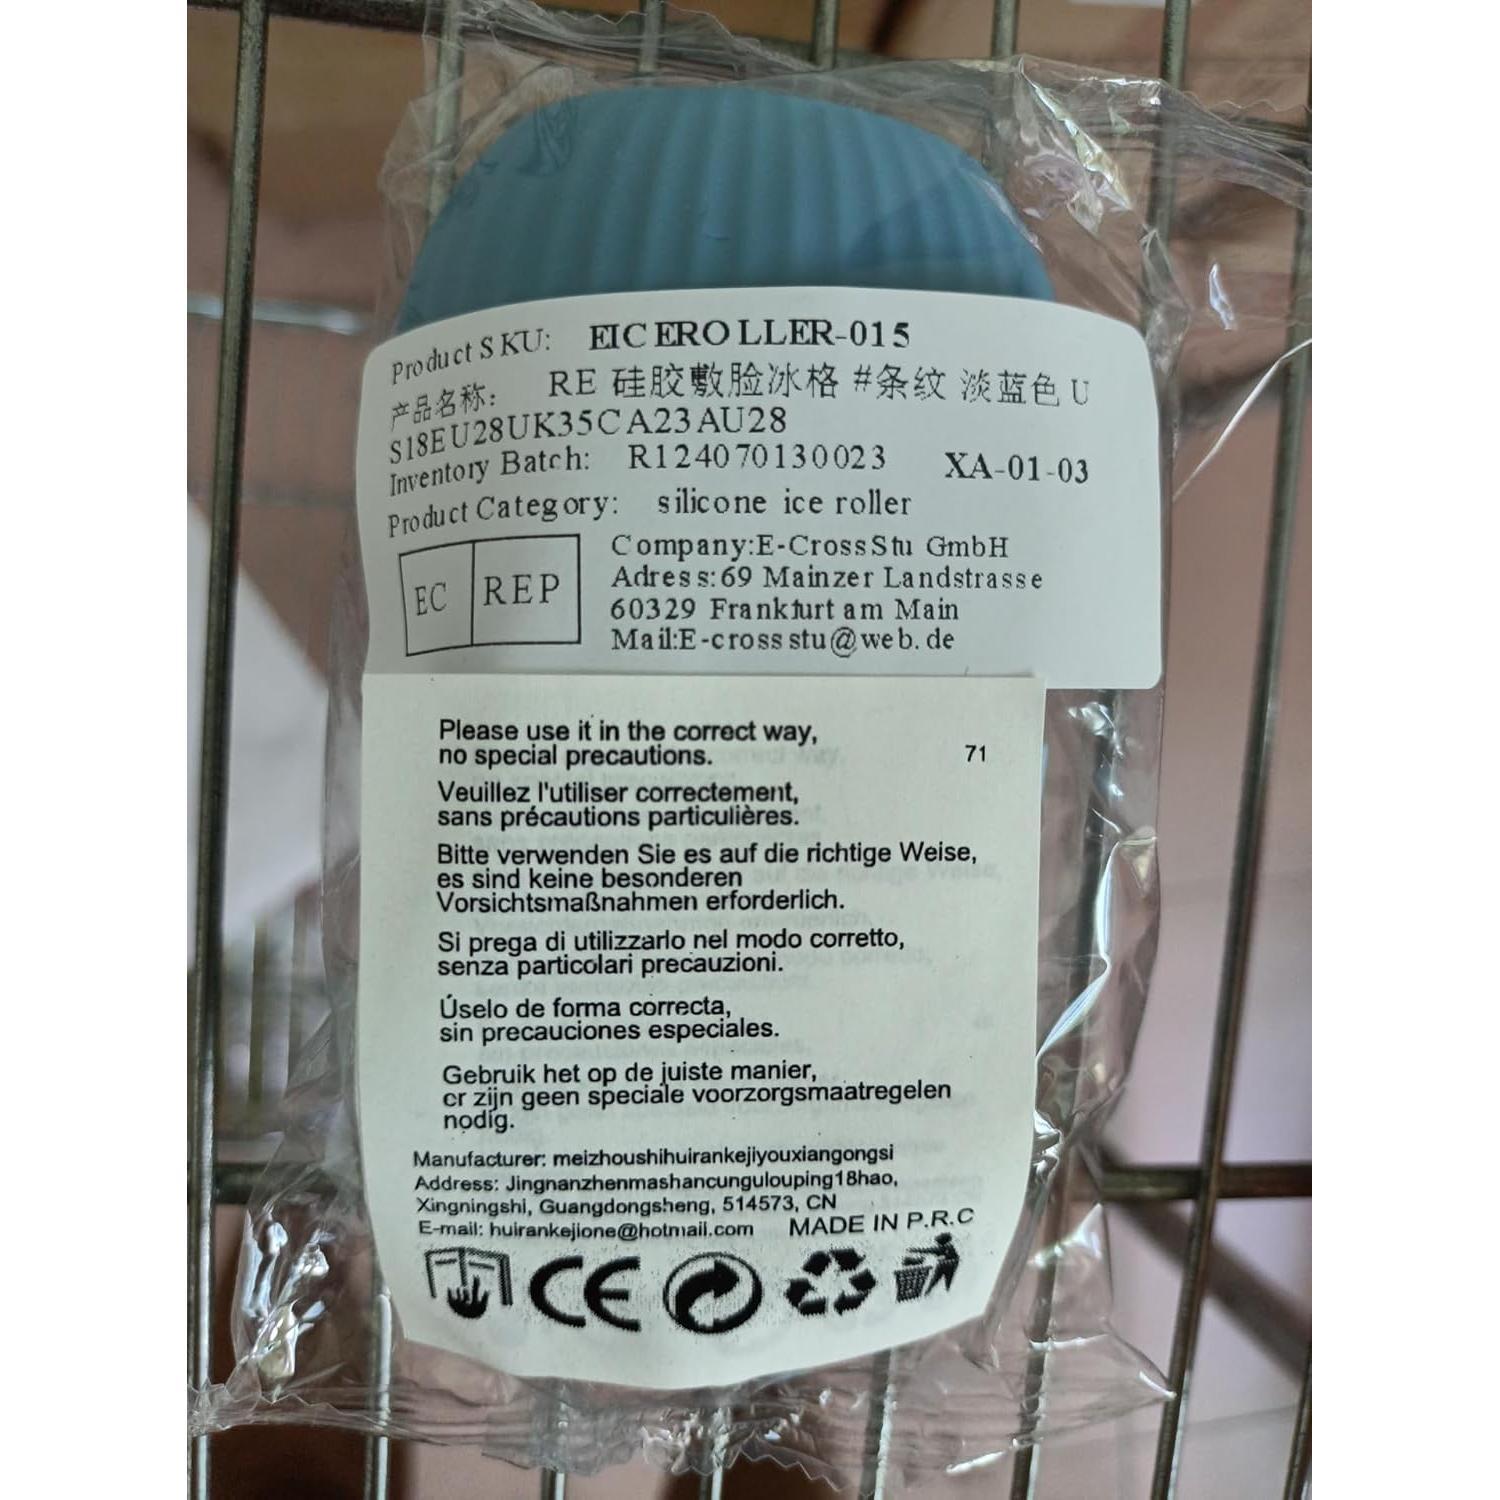 Product SKU: EICEROLLER-015
产品名称: RE 硅胶敷脸冰格 #条纹 淡蓝色 U
S18EU28UK35CA23AU28
Inventory Batch: R124070130023 XA-01-03
Product Category: silicone ice roller
EC REP
Company:E-CrossStu GmbH
Adress:69 Mainzer Landstrasse
60329 Frankfurt am Main
Mail:E-crossstu@web.de
Please use it in the correct way,
no special precautions.
71
Veuillez l'utiliser correctement,
sans précautions particulières.
Bitte verwenden Sie es auf die richtige Weise,
es sind keine besonderen
Vorsichtsmaßnahmen erforderlich.
Si prega di utilizzarlo nel modo corretto,
senza particolari precauzioni.
Úselo de forma correcta,
sin precauciones especiales.
Gebruik het op de juiste manier,
er zijn geen speciale voorzorgsmaatregelen
nodig.
Manufacturer: meizhoushihuirankejiyouxiangongsi
Address: Jingnanzhenmashancungulouping18hao,
Xingningshi, Guangdongsheng, 514573, CN
E-mail: huirankejione@hotmail.com MADE IN P.R.C
CE